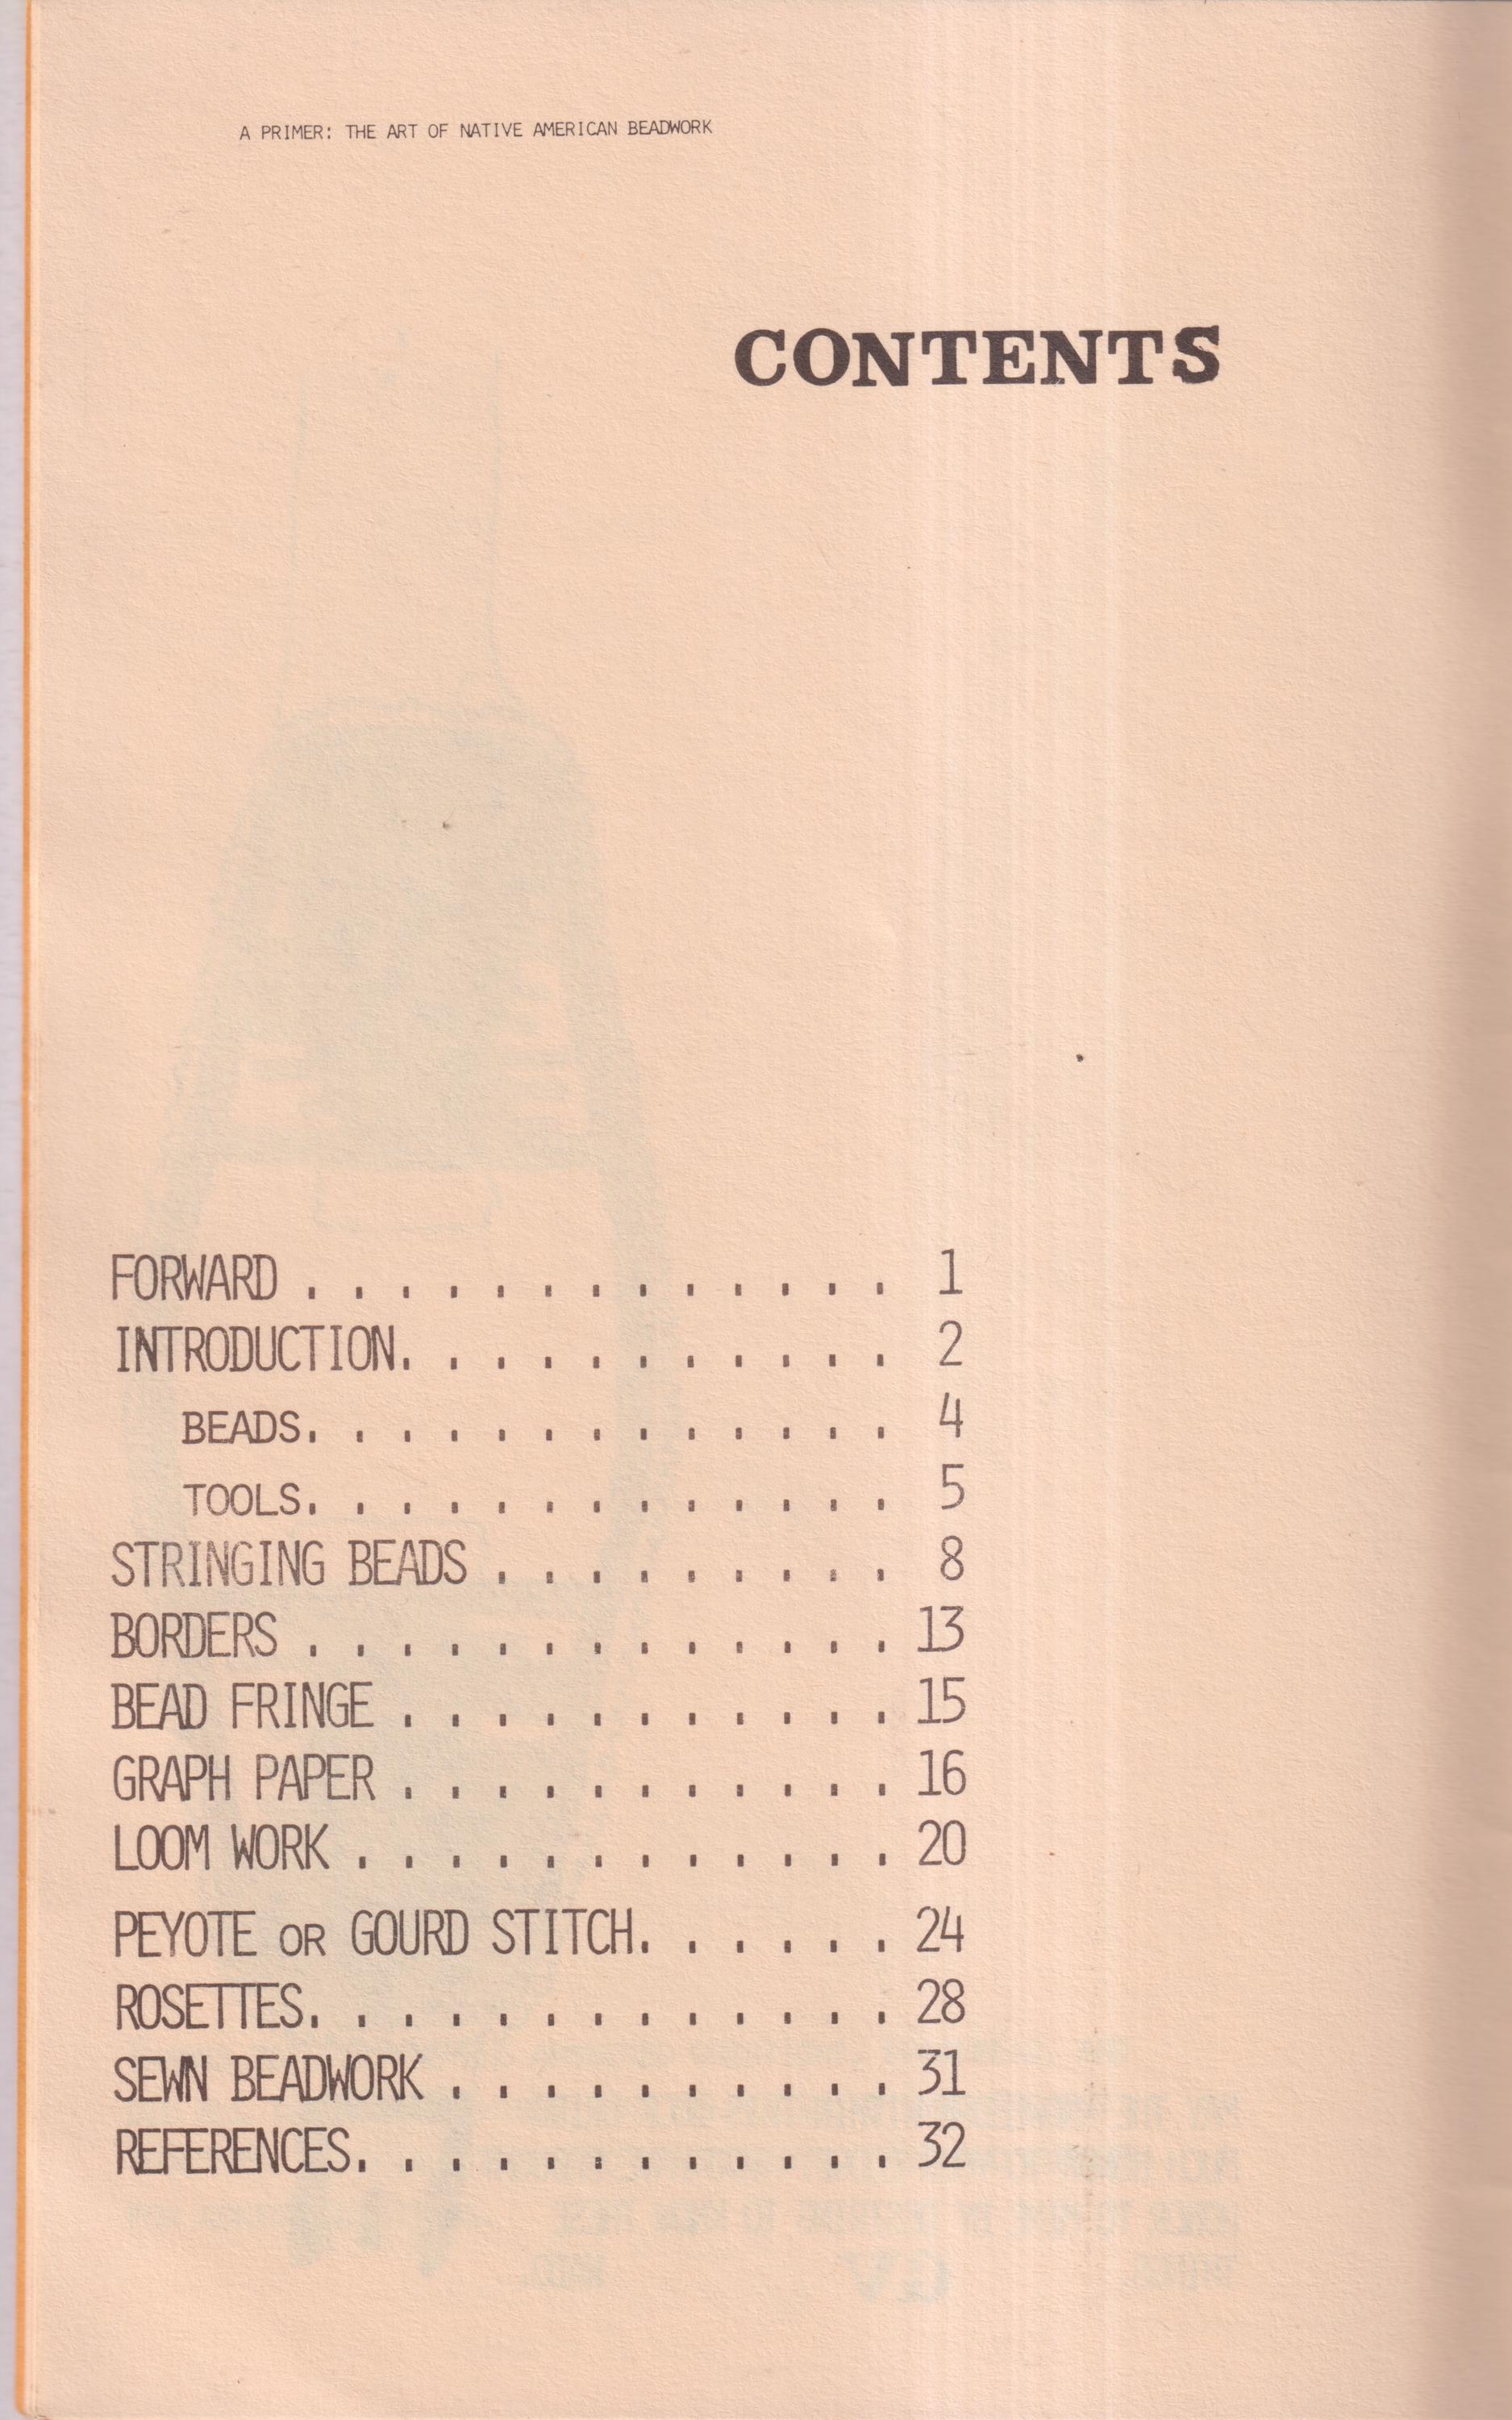 A PRIMER: THE ART OF NATIVE AMERICAN BEADWORK
CONTENTS
FORWARD . . . . . . . . . . . . . 1
INTRODUCTION. . . . . . . . . . . 2
BEADS. . . . . . . . . . . . . 4
TOOLS. . . . . . . . . . . . . 5
STRINGING BEADS . . . . . . . . . 8
BORDERS . . . . . . . . . . . . . 13
BEAD FRINGE . . . . . . . . . . . 15
GRAPH PAPER . . . . . . . . . . . 16
LOOM WORK . . . . . . . . . . . . 20
PEYOTE OR GOURD STITCH. . . . . . 24
ROSETTES. . . . . . . . . . . . . 28
SEWN BEADWORK . . . . . . . . . . 31
REFERENCES. . . . . . . . . . . . 32